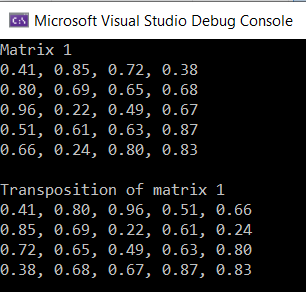 Microsoft Visual Studio Debug Console
Matrix 1
0.41, 0.85, 0.72, 0.38
0.80, 0.69, 0.65, 0.68
0.96, 0.22, 0.49, 0.67
0.51, 0.61, 0.63, 0.87
0.66, 0.24, 0.80, 0.83
Transposition of matrix 1
0.41, 0.80, 0.96, 0.51, 0.66
0.85, 0.69, 0.22, 0.61, 0.24
0.72, 0.65, 0.49, 0.63, 0.80
0.38, 0.68, 0.67, 0.87, 0.83